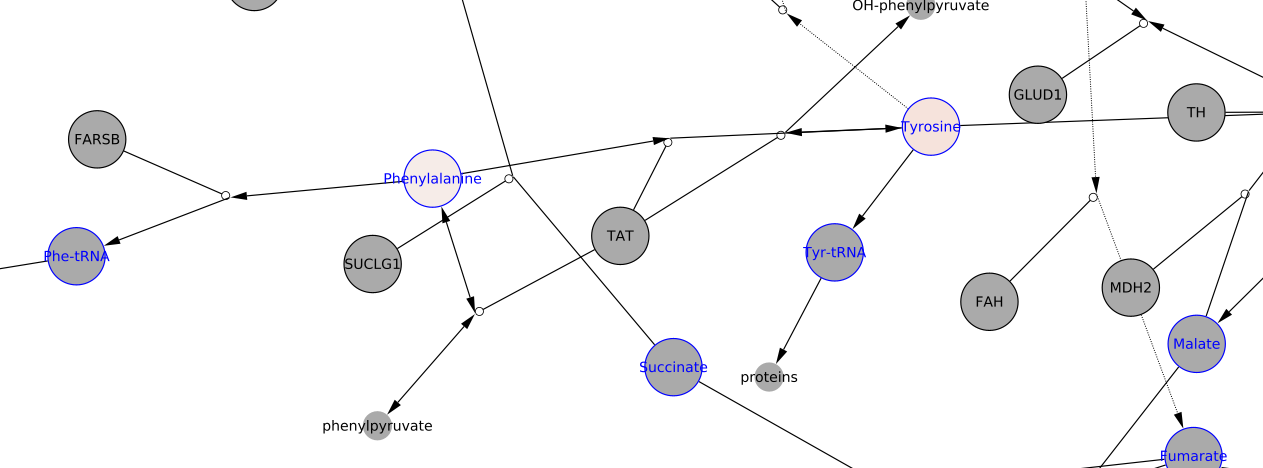 OH-phenylpyruvate
GLUD1
TH
Tyrosine
FARSB
Phenylalanine
TAT
Tyr-tRNA
Phe-tRNA
SUCLG1
MDH2
FAH
Malate
Succinate
proteins
phenylpyruvate
Fumarate